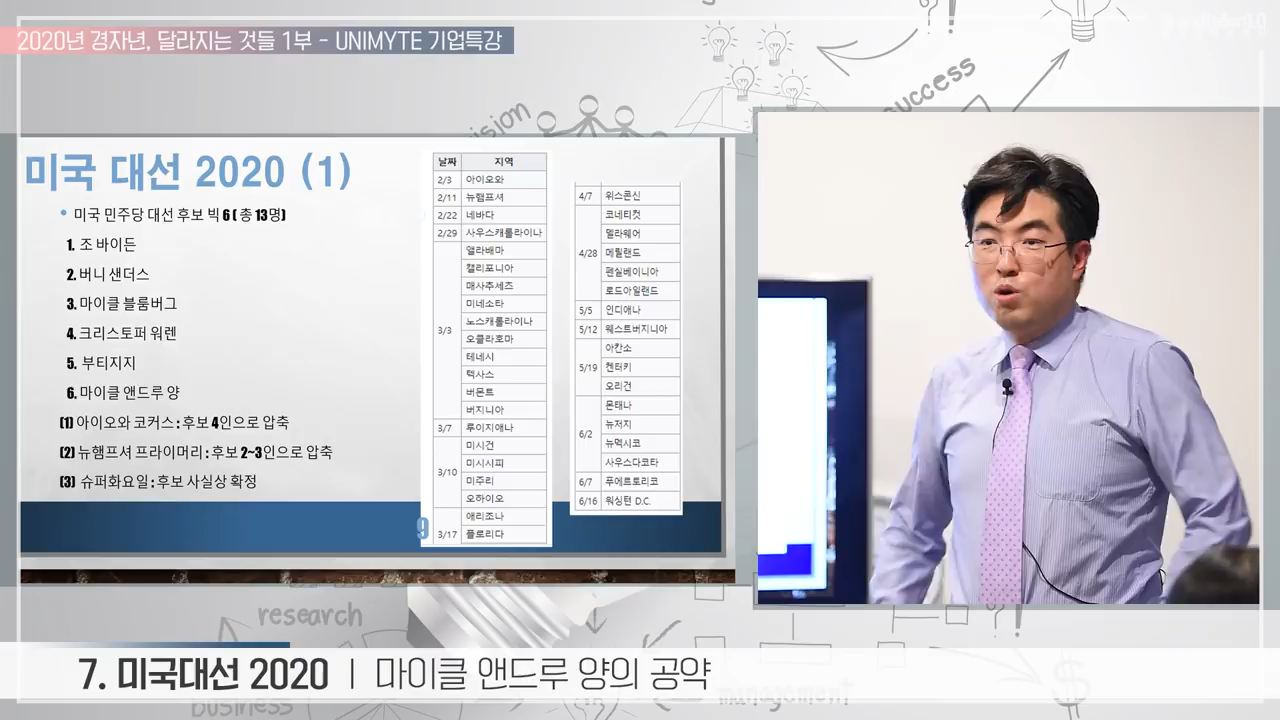 2020년 경자년, 달라지는 것들 1부 - UNIMYTE 기업특강
success
미국 대선 2020 (1)
• 미국 민주당 대선 후보 빅 6 ( 총 13명)
1. 조 바이든
2. 버니 샌더스
3. 마이클 블룸버그
4. 크리스토퍼 워렌
5. 부티지지
6. 마이클 앤드루 양
(1) 아이오와 코커스 : 후보 4인으로 압축
(2) 뉴햄프셔 프라이머리 : 후보 2~3인으로 압축
(3) 슈퍼화요일 : 후보 사실상 확정
9
날짜 지역
2/3 아이오와
2/11 뉴햄프셔
2/22 네바다
2/29 사우스캐롤라이나
3/3 앨라배마
캘리포니아
매사추세츠
미네소타
노스캐롤라이나
오클라호마
테네시
텍사스
버몬트
버지니아
3/7 루이지애나
3/10 미시건
미시시피
미주리
오하이오
3/17 애리조나
플로리다
4/7 위스콘신
4/28 코네티컷
델라웨어
메릴랜드
펜실베이니아
로드아일랜드
5/5 인디애나
5/12 웨스트버지니아
5/19 아칸소
켄터키
오리건
6/2 몬태나
뉴저지
뉴멕시코
사우스다코타
6/7 푸에르토리코
6/16 워싱턴 D.C.
research
7. 미국대선 2020 | 마이클 앤드루 양의 공약
business
management